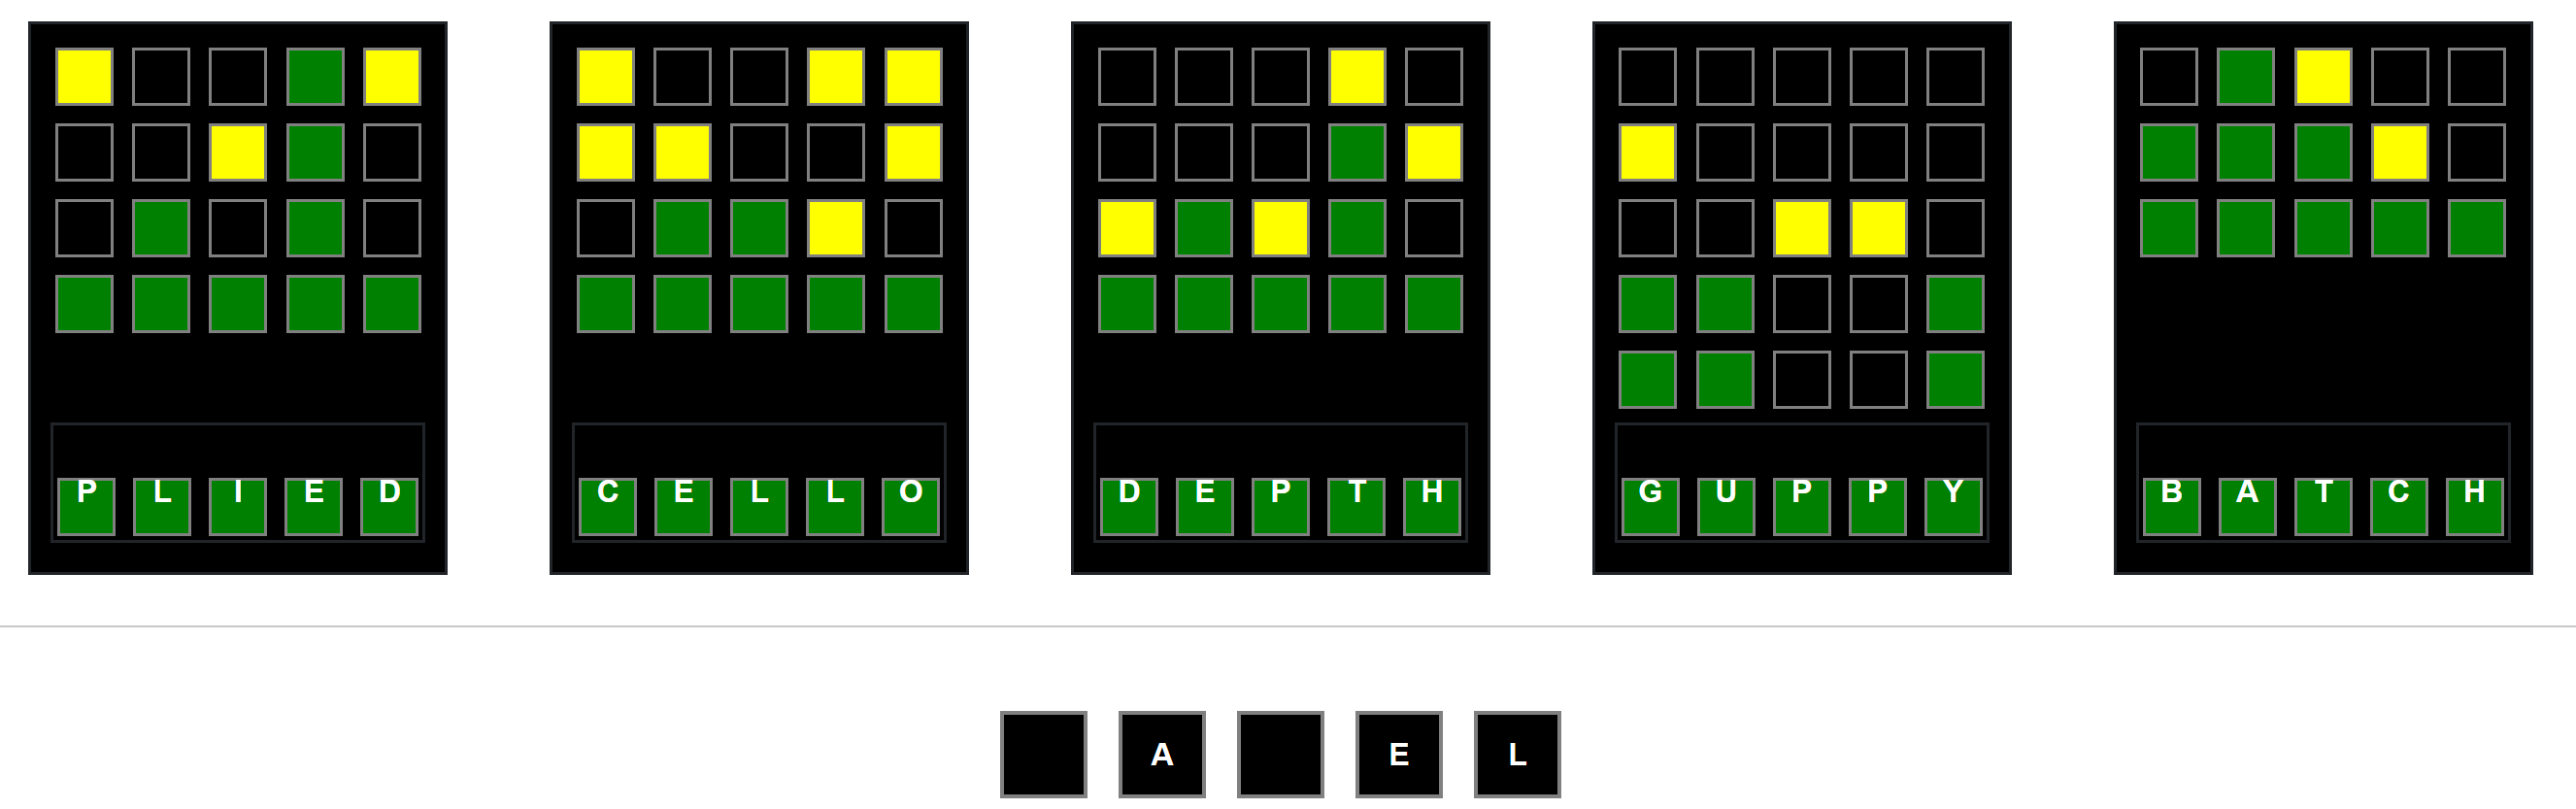 P L I E D
C E L L O
D E P T H
G U P P Y
B A T C H
A E L